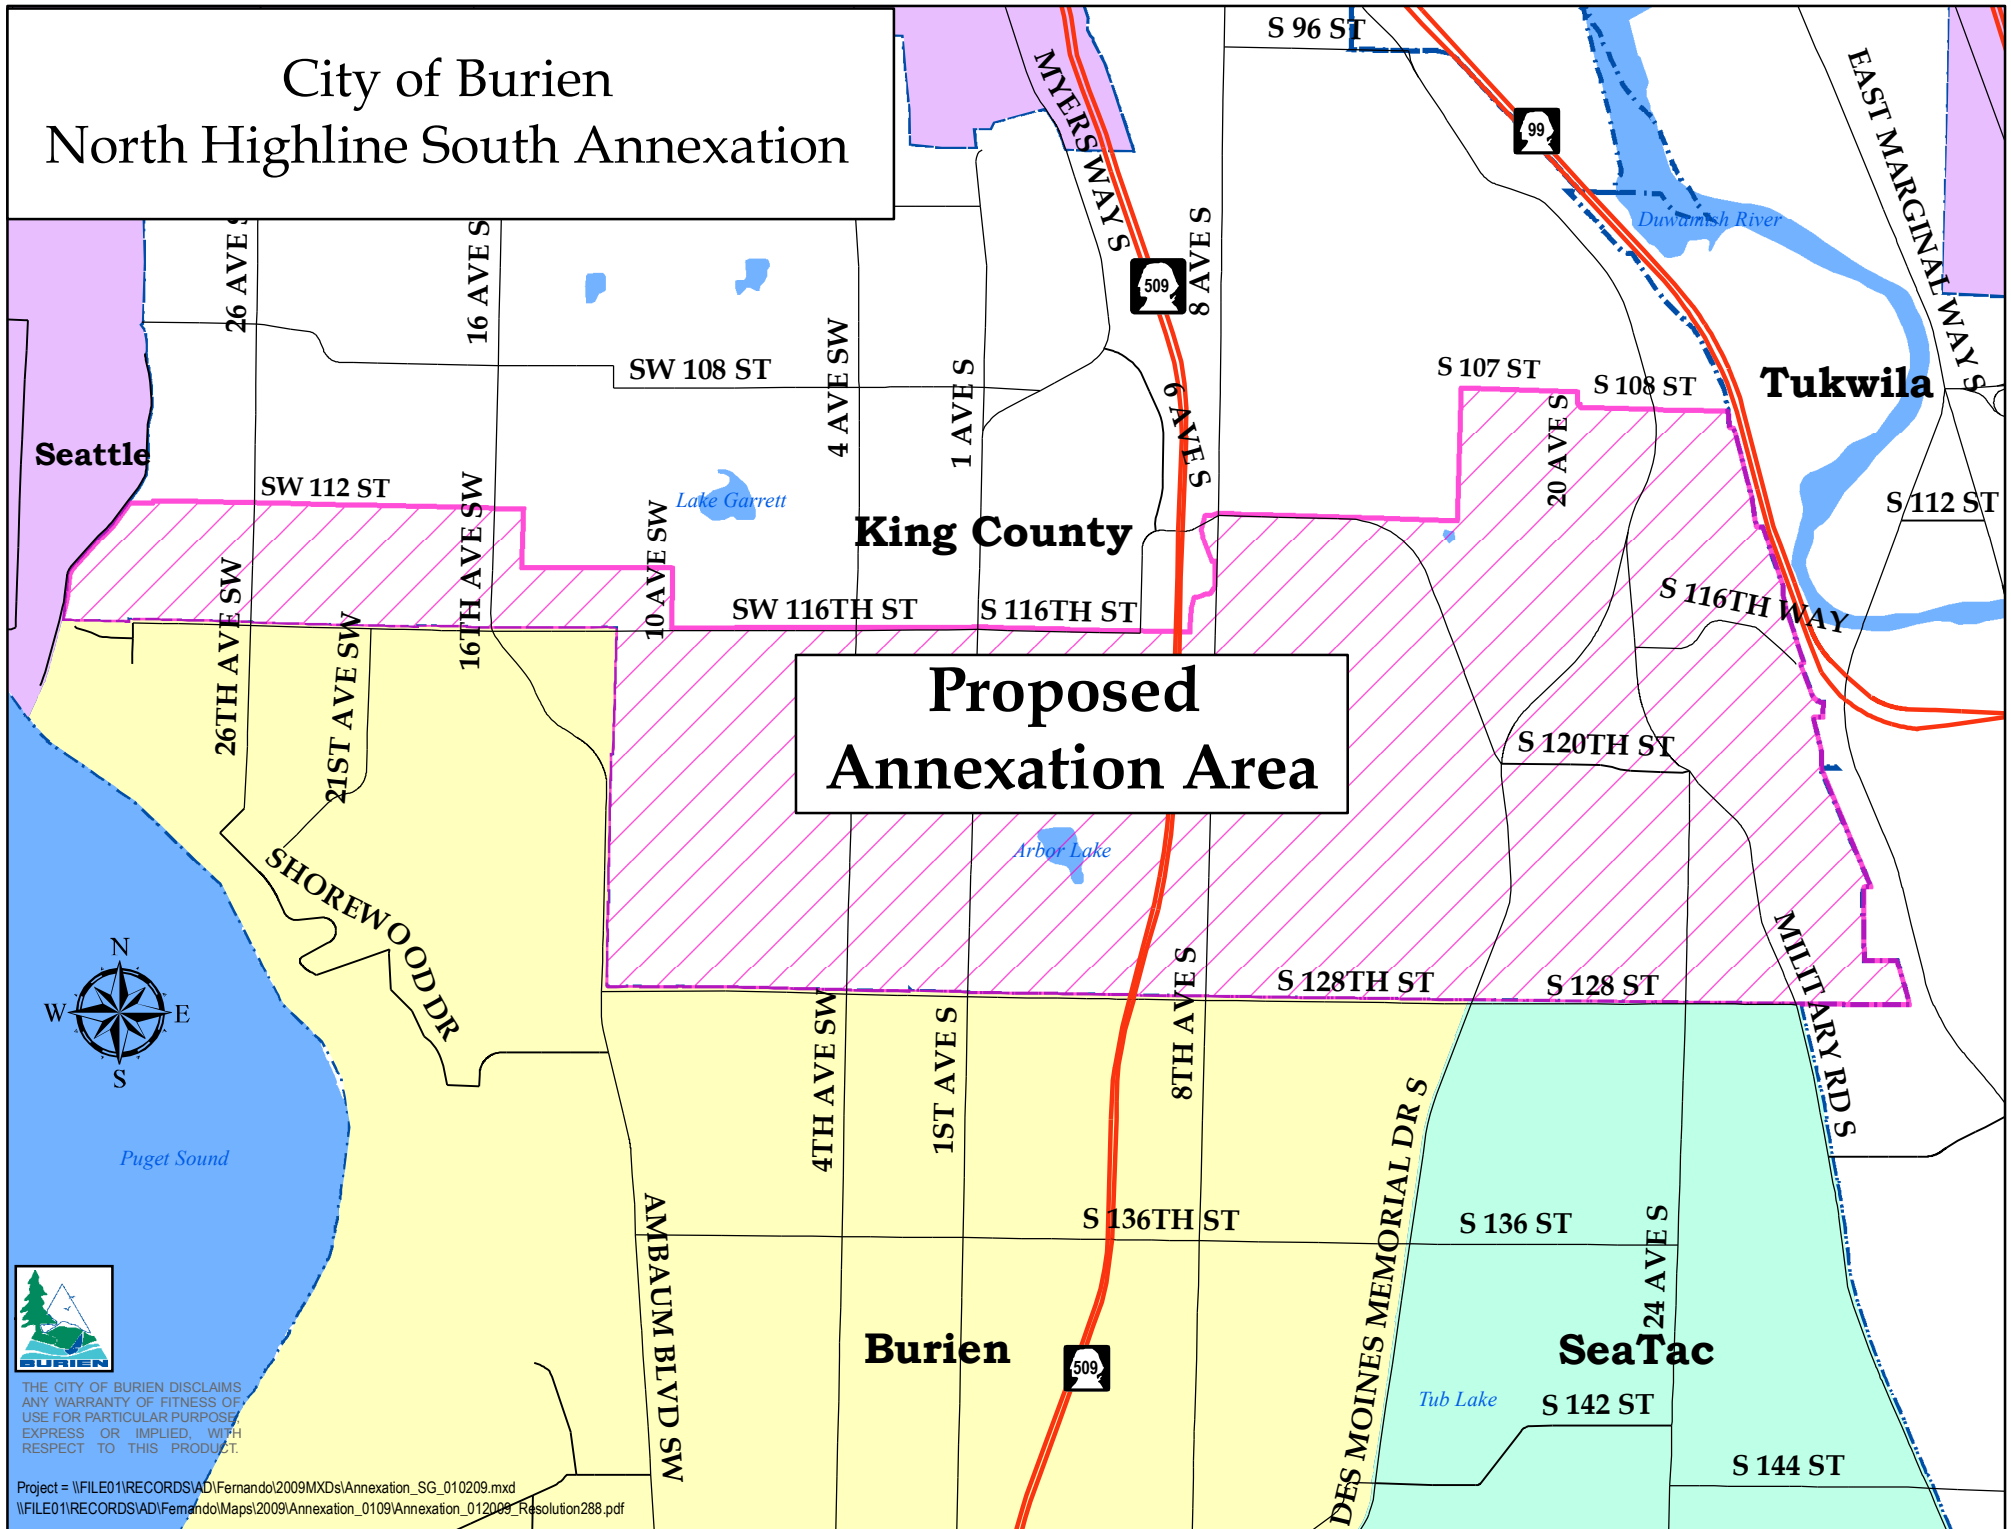 City of Burien
North Highline South Annexation
S 96 ST
MYERSWAY S
99
EAST MARGINAL WAY S
Duwamish River
26 AVE S
16 AVE S
8 AVE S
509
SW 108 ST
4 AVE SW
1 AVE S
6 AVE S
S 107 ST
S 108 ST
Tukwila
20 AVE S
Seattle
SW 112 ST
16TH AVE SW
Lake Garrett
10 AVE SW
King County
S 112 ST
26TH AVE SW
21ST AVE SW
SW 116TH ST
S 116TH ST
S 116TH WAY
Proposed
Annexation Area
S 120TH ST
Arbor Lake
SHOREWOOD DR
MILITARY RD S
N
W
E
S
S 128TH ST
S 128 ST
4TH AVE SW
1ST AVE S
8TH AVE S
Puget Sound
DES MOINES MEMORIAL DR S
AMBAUM BLVD SW
S 136TH ST
S 136 ST
24 AVE S
Burien
509
SeaTac
Tub Lake
S 142 ST
S 144 ST
BURIEN
THE CITY OF BURIEN DISCLAIMS
ANY WARRANTY OF FITNESS OF
USE FOR PARTICULAR PURPOSE,
EXPRESS OR IMPLIED, WITH
RESPECT TO THIS PRODUCT.
Project = \\FILE01\RECORDS\AD\Fernando\2009MXDs\Annexation_SG_010209.mxd
\\FILE01\RECORDS\AD\Fernando\Maps\2009\Annexation_0109\Annexation_012009_Resolution288.pdf